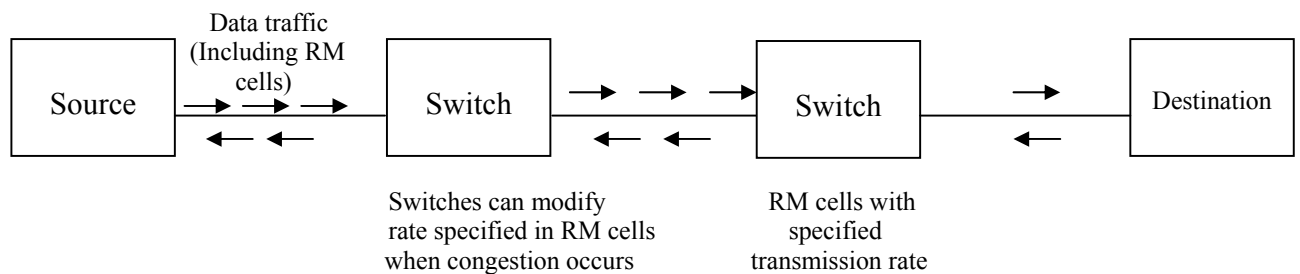 Data traffic
(Including RM
cells)
Source
Switch
Switch
Destination
Switches can modify
rate specified in RM cells
when congestion occurs
RM cells with
specified
transmission rate